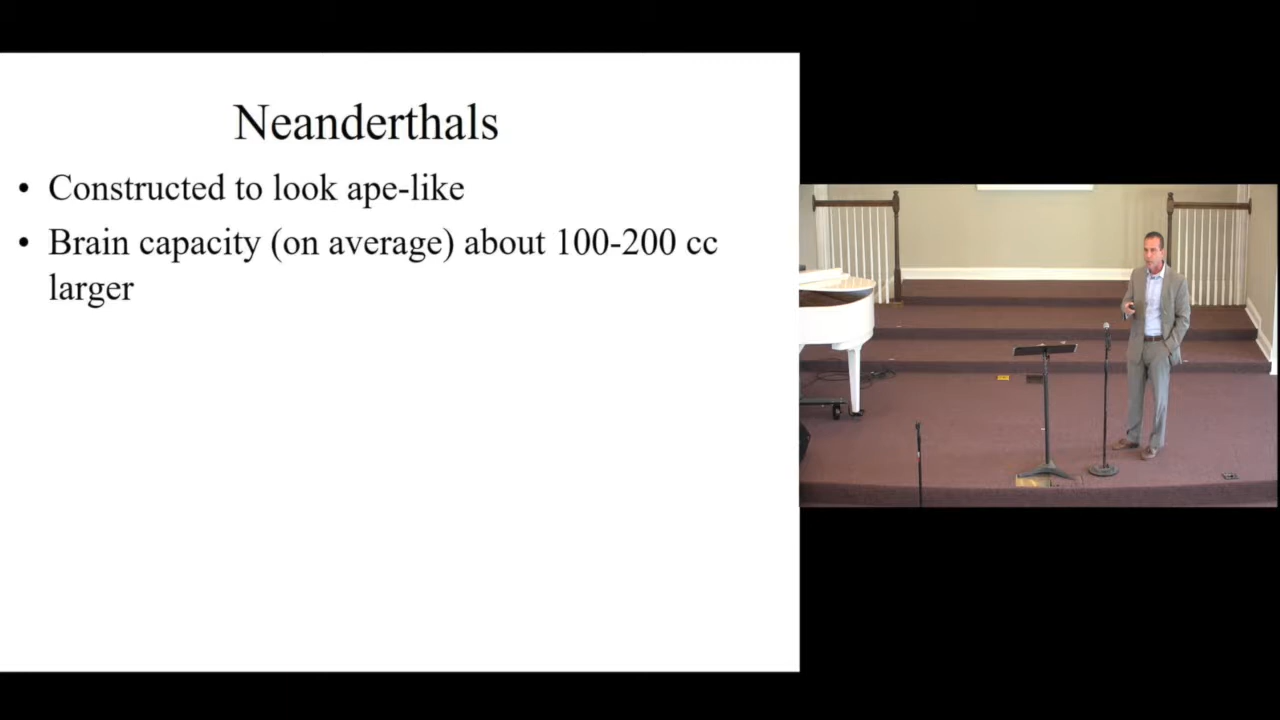 Neanderthals
• Constructed to look ape-like
• Brain capacity (on average) about 100-200 cc
larger